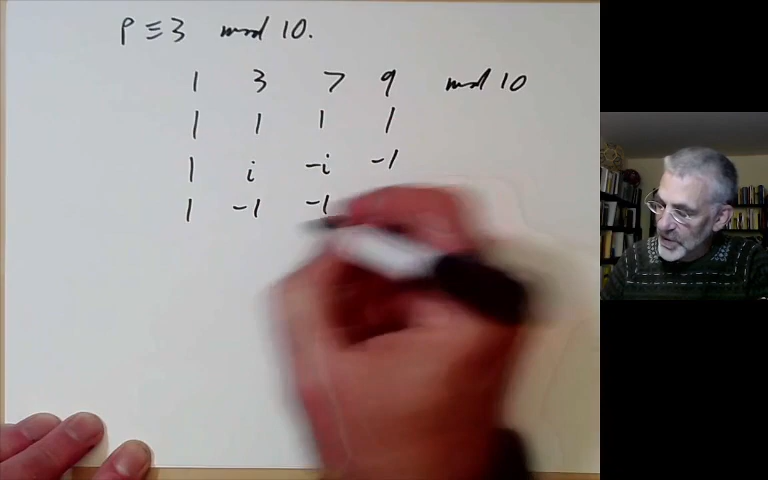 p ≡ 3 mod 10.
1 3 7 9 mod 10
1 1 1 1
1 i -i -1
1 -1 -1